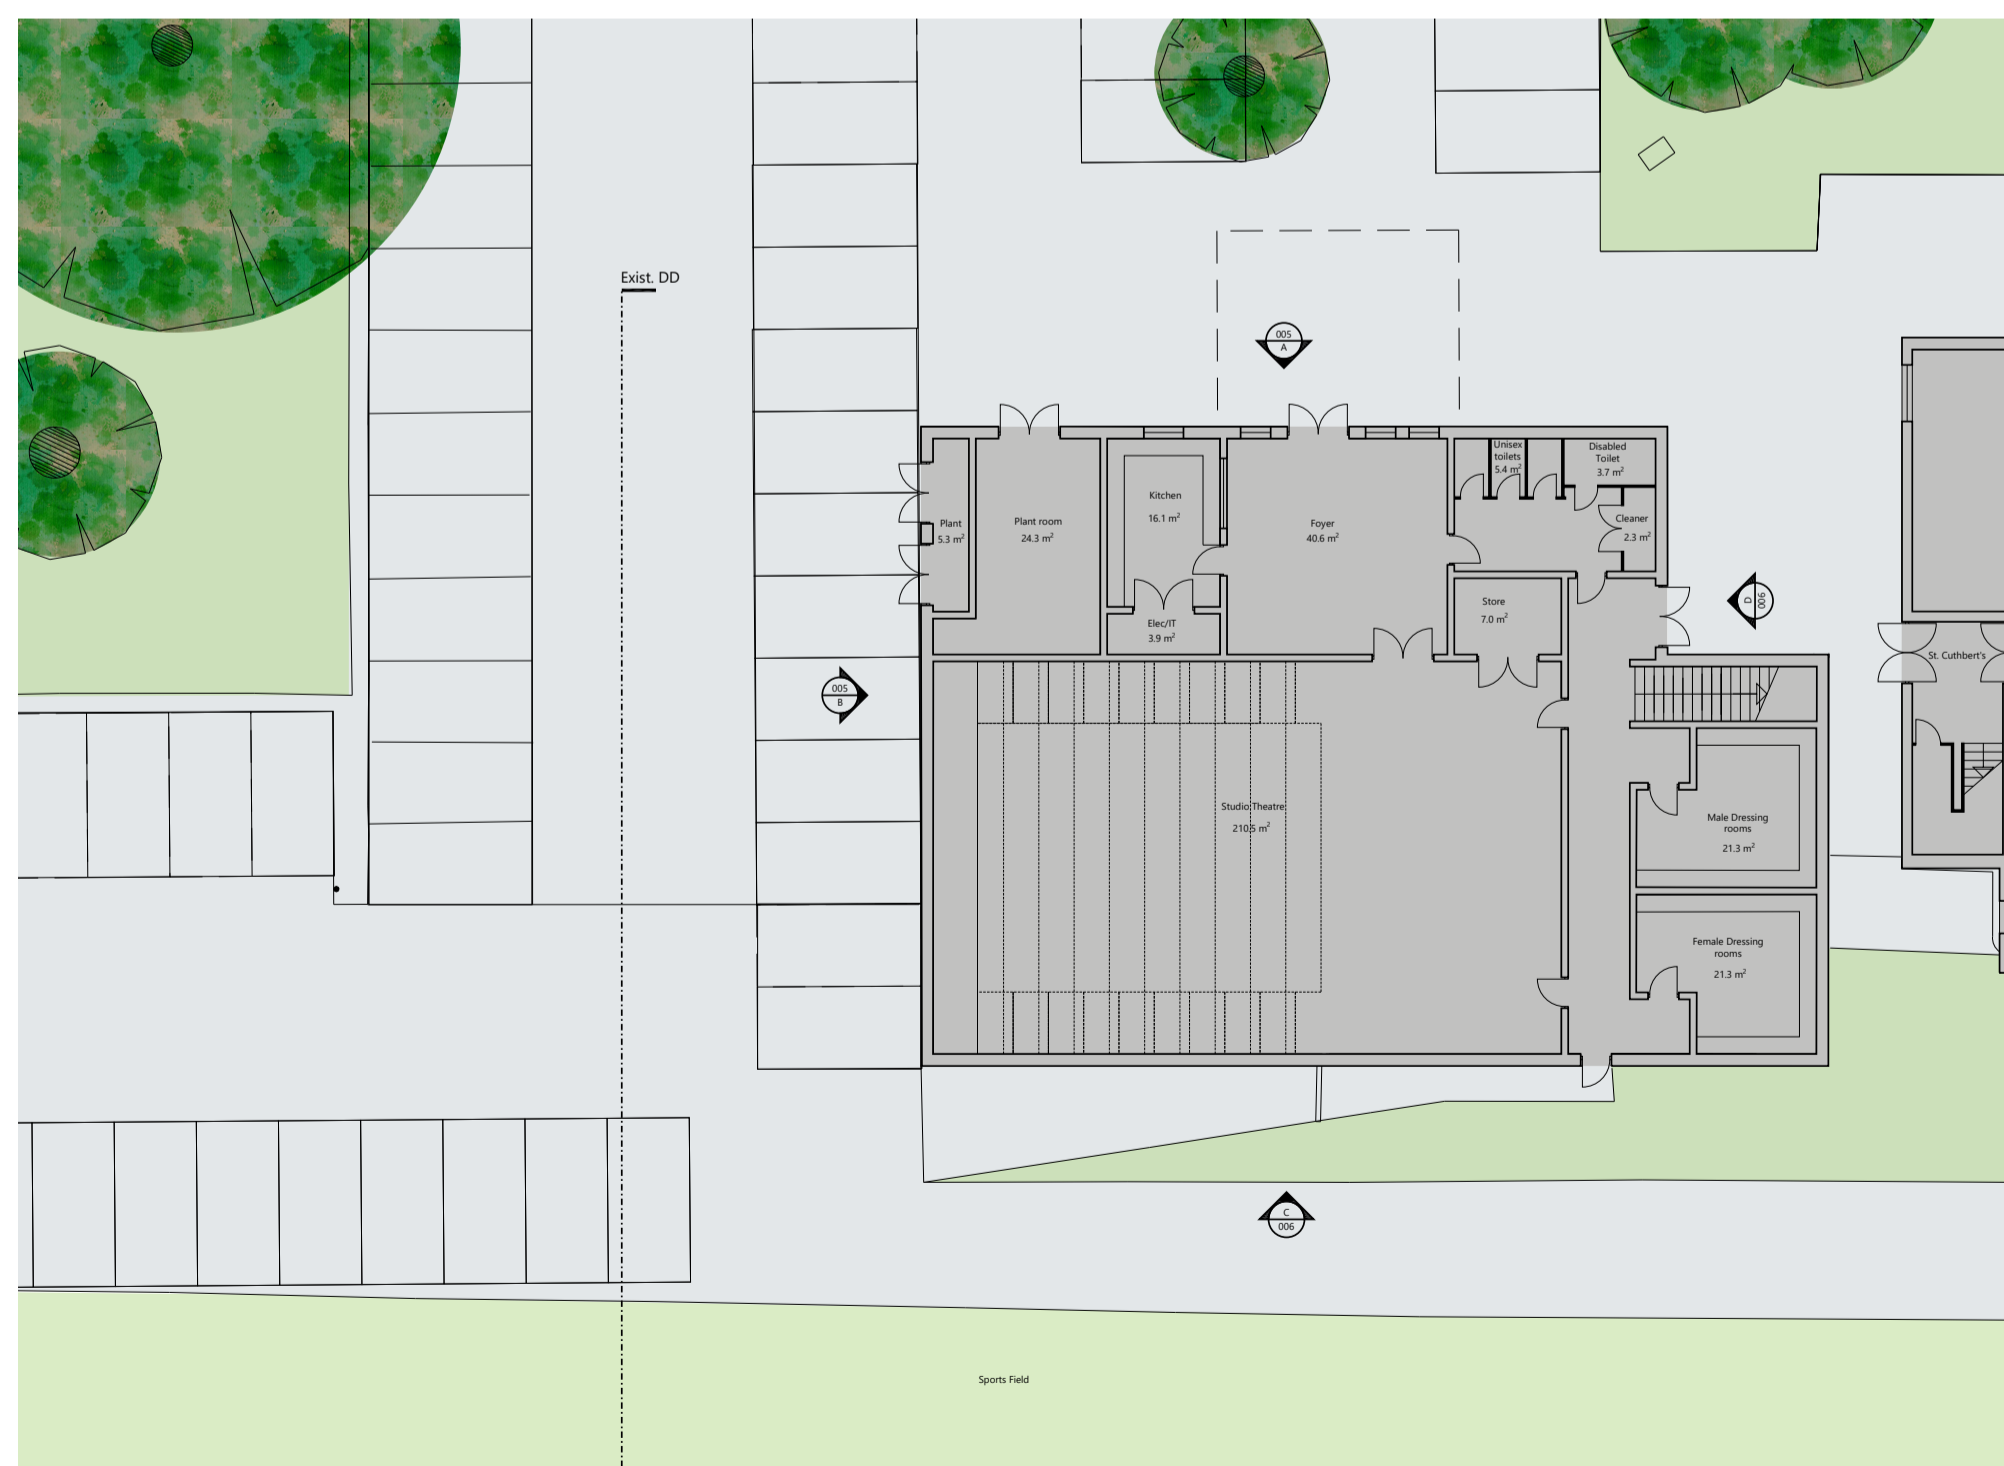 Exist. DD
005
A
Unisex
toilets
5.4 m²
Disabled
Toilet
3.7 m²
Kitchen
16.1 m²
Plant
5.3 m²
Plant room
24.3 m²
Foyer
40.6 m²
Cleaner
2.3 m²
Store
7.0 m²
Elec/IT
3.9 m²
D
006
St. Cuthbert's
005
B
Studio Theatre
210.5 m²
Male Dressing
rooms
21.3 m²
Female Dressing
rooms
21.3 m²
C
006
Sports Field